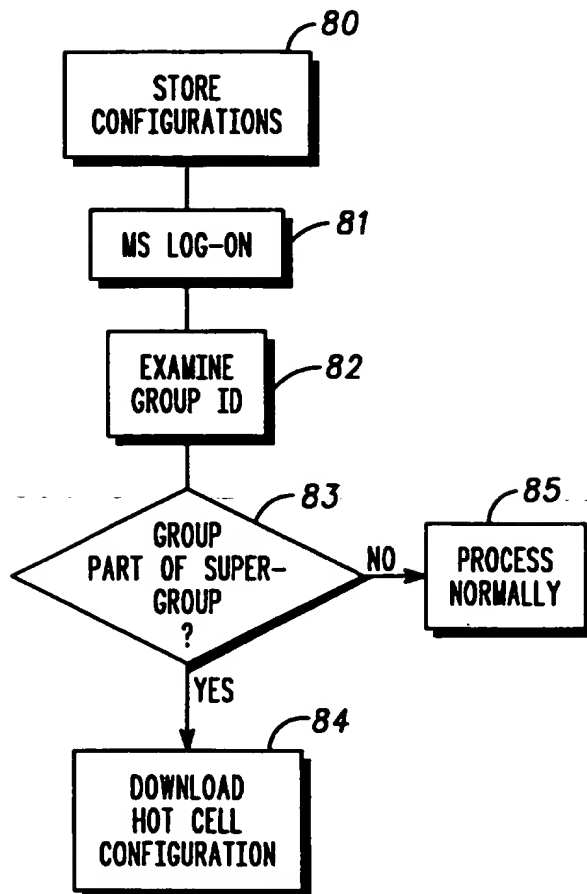 80
STORE
CONFIGURATIONS
81
MS LOG-ON
82
EXAMINE
GROUP ID
83
GROUP
PART OF SUPER-
GROUP
?
NO
85
PROCESS
NORMALLY
YES
84
DOWNLOAD
HOT CELL
CONFIGURATION